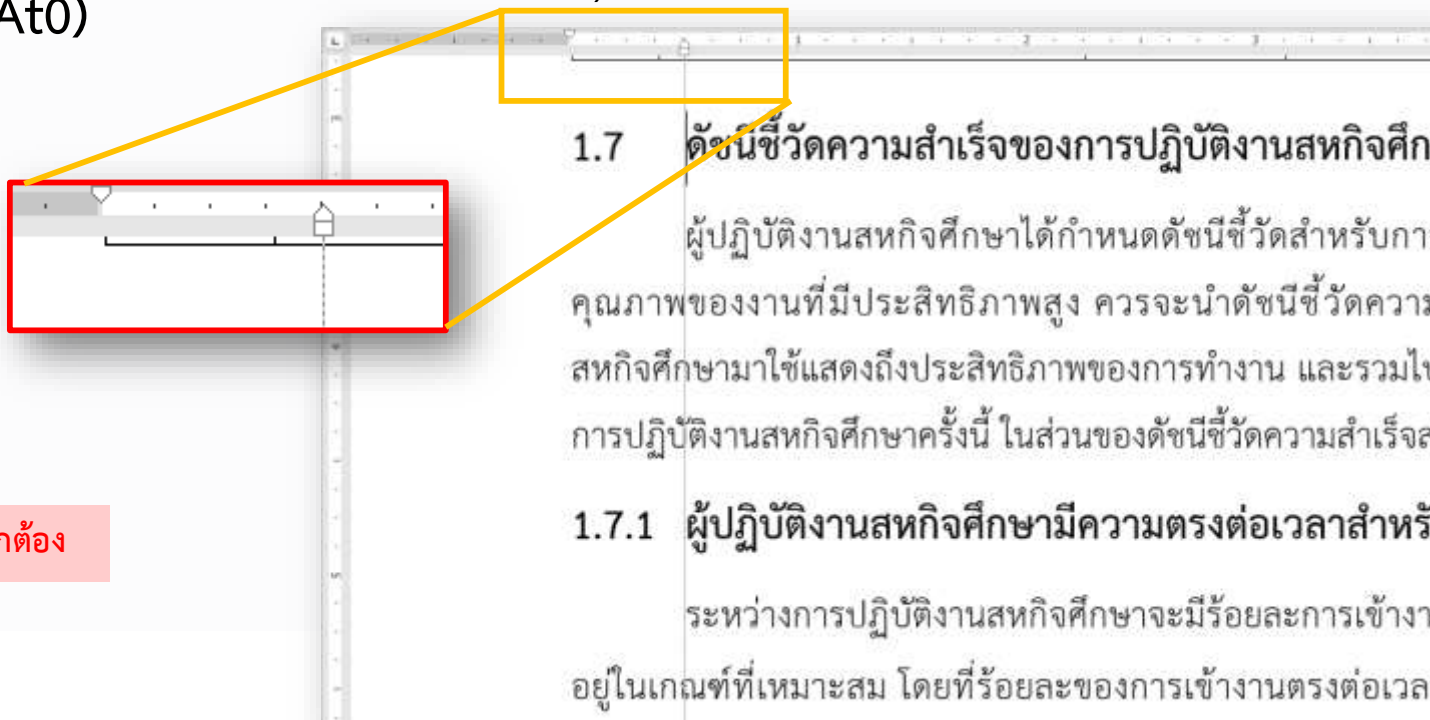 At0)
1.7 ดัชนีชี้วัดความสำเร็จของการปฏิบัติงานสหกิจศึก
ผู้ปฏิบัติงานสหกิจศึกษาได้กำหนดดัชนีชี้วัดสำหรับกา
คุณภาพของงานที่มีประสิทธิภาพสูง ควรจะนำดัชนีชี้วัดความ
สหกิจศึกษามาใช้แสดงถึงประสิทธิภาพของการทำงาน และรวมไป
การปฏิบัติงานสหกิจศึกษาครั้งนี้ ในส่วนของดัชนีชี้วัดความสำเร็จส
1.7.1 ผู้ปฏิบัติงานสหกิจศึกษามีความตรงต่อเวลาสำหรั
กต้อง
ระหว่างการปฏิบัติงานสหกิจศึกษาจะมีร้อยละการเข้างา
อยู่ในเกณฑ์ที่เหมาะสม โดยที่ร้อยละของการเข้างานตรงต่อเวล